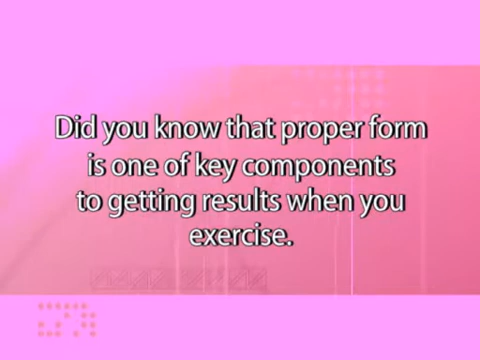 Did you know that proper form
is one of key components
to getting results when you
exercise.